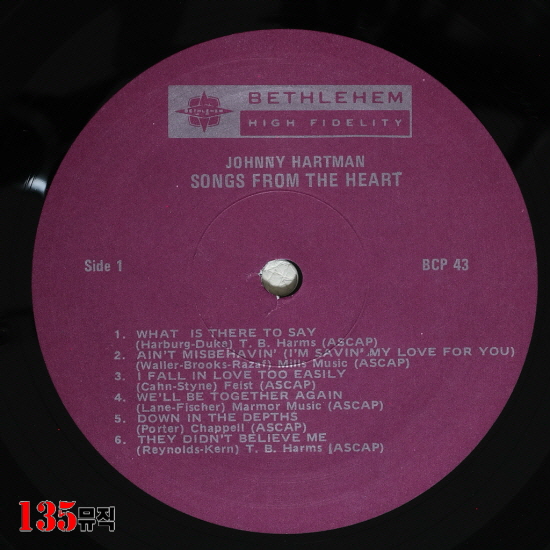 BETHLEHEM
BETHLEHEM
HIGH FIDELITY
JOHNNY HARTMAN
SONGS FROM THE HEART
Side 1
BCP 43
1. WHAT IS THERE TO SAY
(Harburg-Duke) T. B. Harms (ASCAP)
2. AIN'T MISBEHAVIN' (I'M SAVIN' MY LOVE FOR YOU)
(Waller-Brooks-Razaf) Mills Music (ASCAP)
3. I FALL IN LOVE TOO EASILY
(Cahn-Styne) Feist (ASCAP)
4. WE'LL BE TOGETHER AGAIN
(Lane-Fischer) Marmor Music (ASCAP)
5. DOWN IN THE DEPTHS
(Porter) Chappell (ASCAP)
6. THEY DIDN'T BELIEVE ME
(Reynolds-Kern) T. B. Harms (ASCAP)
135뮤직